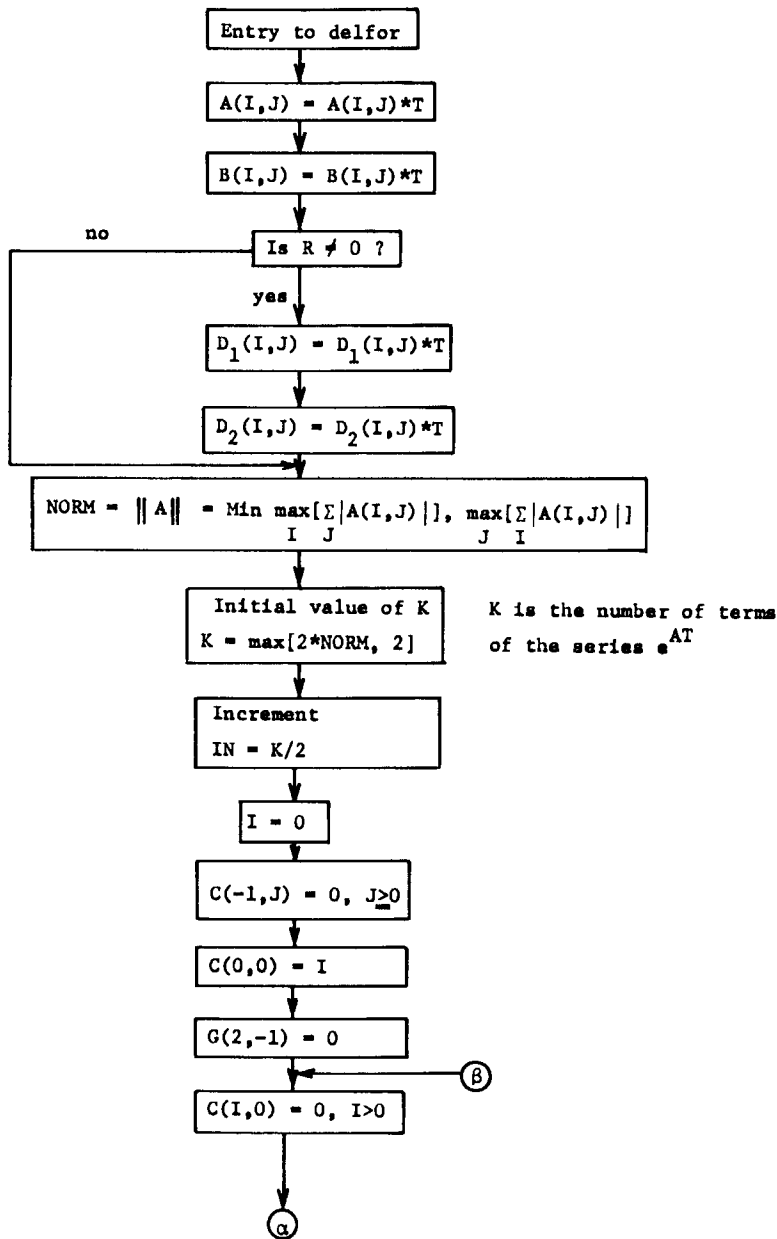 Entry to delfor
A(I,J) = A(I,J)*T
B(I,J) = B(I,J)*T
no
Is R ≠ 0 ?
yes
D₁(I,J) = D₁(I,J)*T
D₂(I,J) = D₂(I,J)*T
NORM = ‖A‖ = Min max[Σ|A(I,J)|], max[Σ|A(I,J)|]
I J J I
Initial value of K
K = max[2*NORM, 2]
K is the number of terms
of the series e^AT
Increment
IN = K/2
I = 0
C(-1,J) = 0, J≥0
C(0,0) = I
G(2,-1) = 0
β
C(I,0) = 0, I>0
α